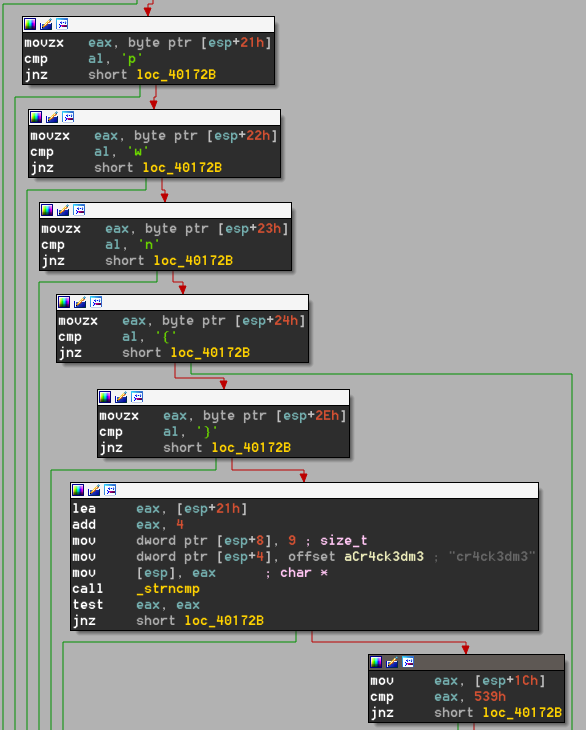 movzx eax, byte ptr [esp+21h]
cmp al, 'p'
jnz short loc_40172B
movzx eax, byte ptr [esp+22h]
cmp al, 'w'
jnz short loc_40172B
movzx eax, byte ptr [esp+23h]
cmp al, 'n'
jnz short loc_40172B
movzx eax, byte ptr [esp+24h]
cmp al, '{'
jnz short loc_40172B
movzx eax, byte ptr [esp+2Eh]
cmp al, '}'
jnz short loc_40172B
lea eax, [esp+21h]
add eax, 4
mov dword ptr [esp+8], 9 ; size_t
mov dword ptr [esp+4], offset aCr4ck3dm3 ; "cr4ck3dm3"
mov [esp], eax ; char *
call _strncmp
test eax, eax
jnz short loc_40172B
mov eax, [esp+1Ch]
cmp eax, 539h
jnz short loc_40172B